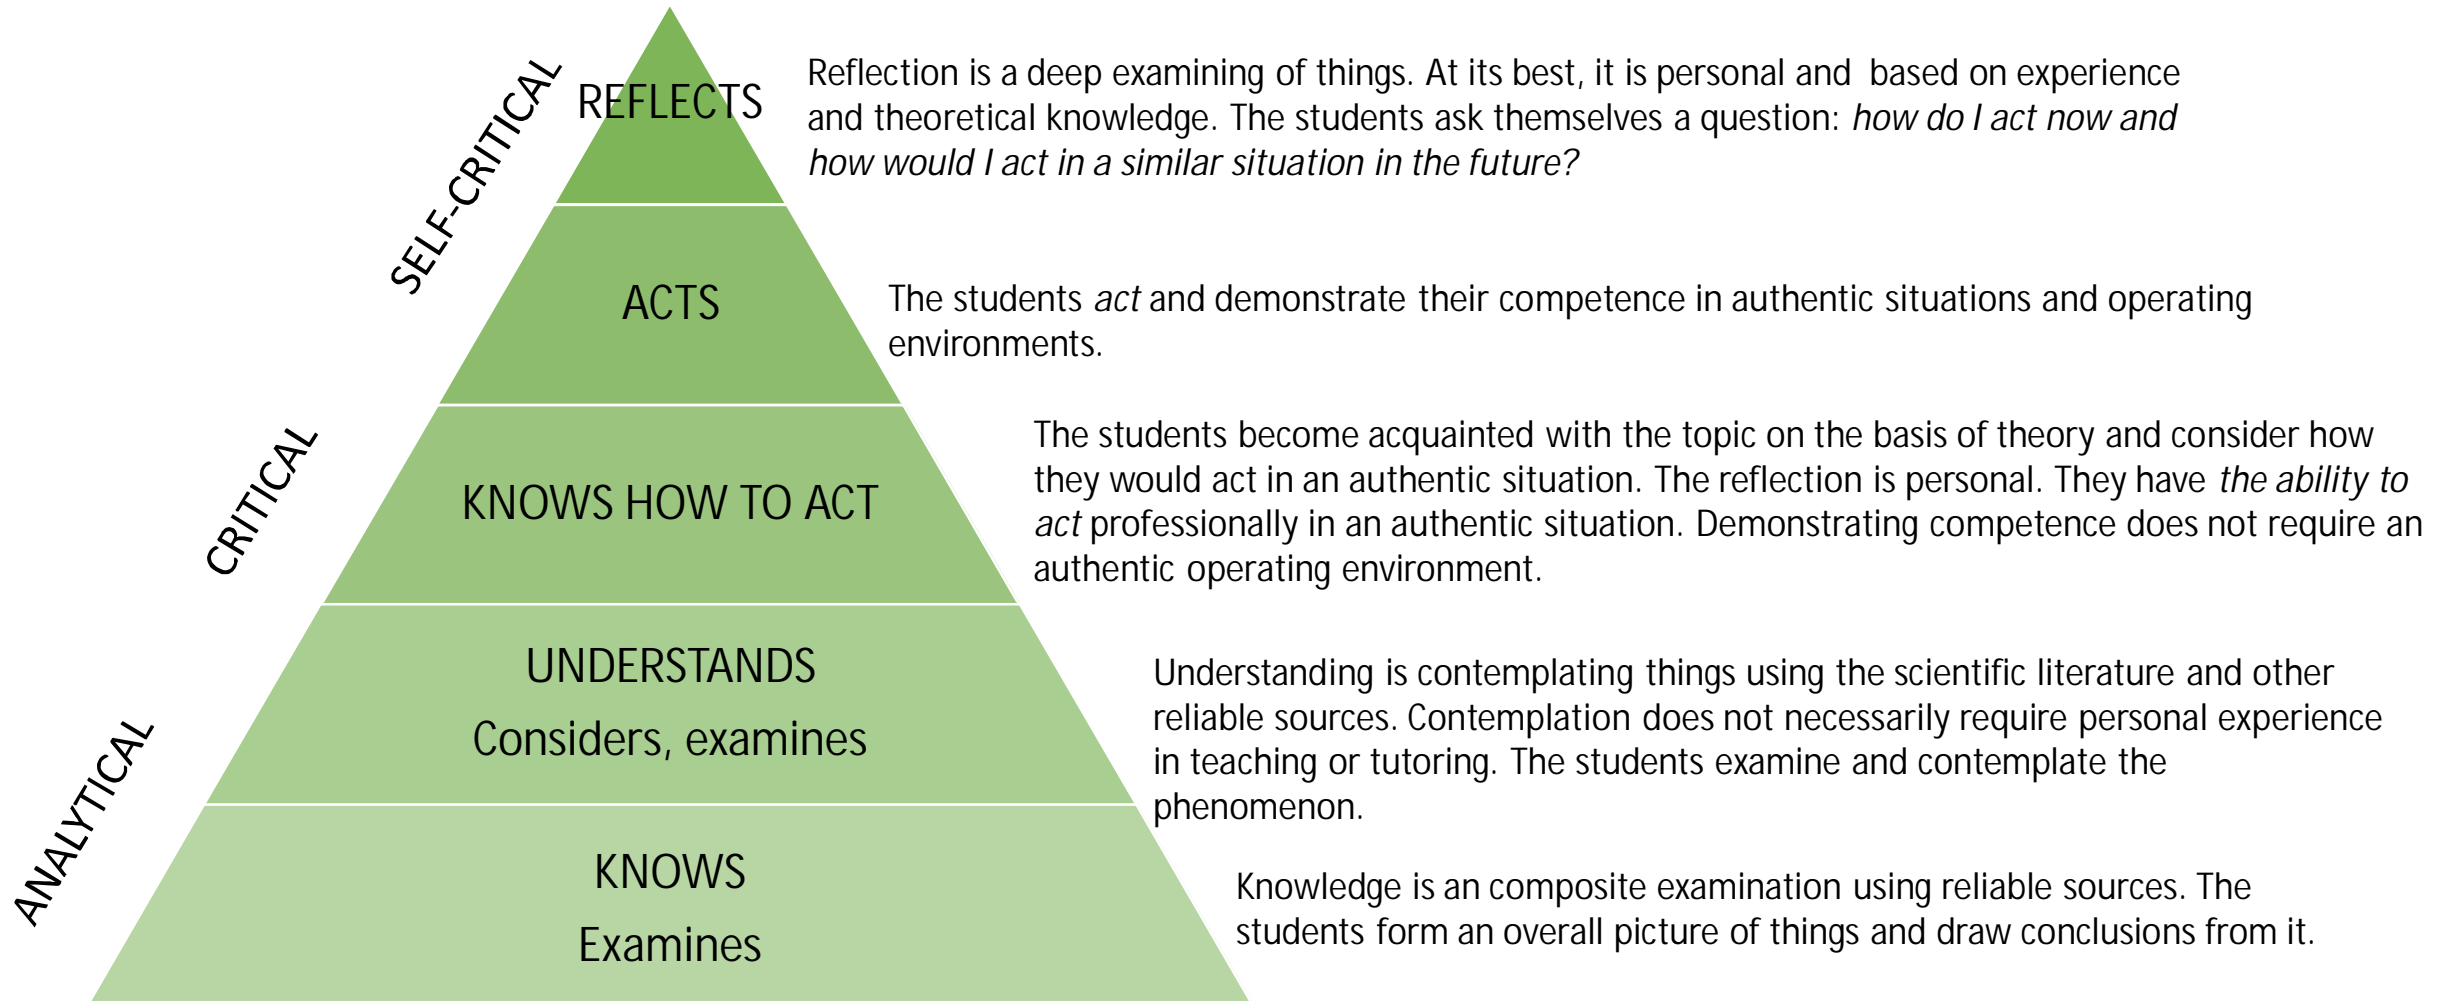 SELF-CRITICAL
REFLECTS
Reflection is a deep examining of things. At its best, it is personal and based on experience
and theoretical knowledge. The students ask themselves a question: how do I act now and
how would I act in a similar situation in the future?
ACTS
The students act and demonstrate their competence in authentic situations and operating
environments.
CRITICAL
KNOWS HOW TO ACT
The students become acquainted with the topic on the basis of theory and consider how
they would act in an authentic situation. The reflection is personal. They have the ability to
act professionally in an authentic situation. Demonstrating competence does not require an
authentic operating environment.
UNDERSTANDS
Considers, examines
Understanding is contemplating things using the scientific literature and other
reliable sources. Contemplation does not necessarily require personal experience
in teaching or tutoring. The students examine and contemplate the
phenomenon.
ANALYTICAL
KNOWS
Examines
Knowledge is an composite examination using reliable sources. The
students form an overall picture of things and draw conclusions from it.